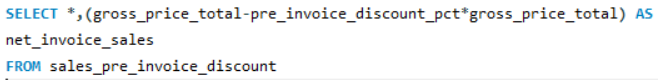 SELECT *,(gross_price_total-pre_invoice_discount_pct*gross_price_total) AS
net_invoice_sales
FROM sales_pre_invoice_discount